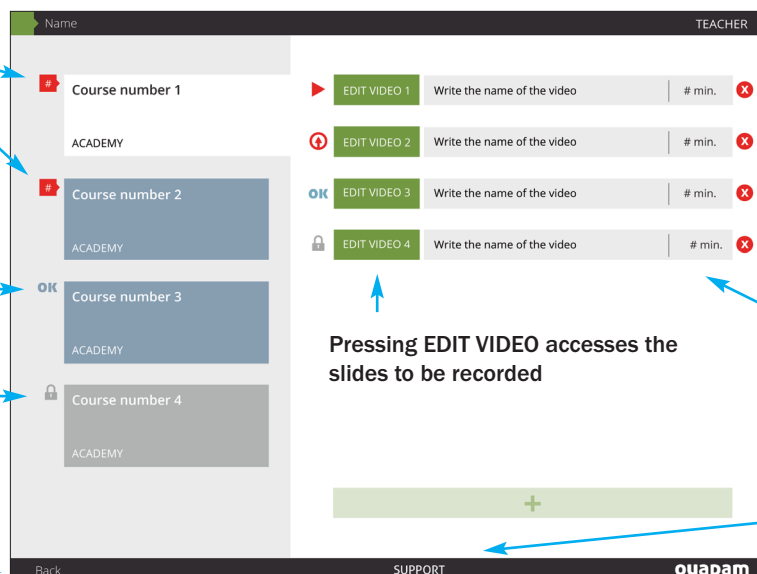 Name TEACHER
# Course number 1
ACADEMY
# Course number 2
ACADEMY
OK Course number 3
ACADEMY
Course number 4
ACADEMY
EDIT VIDEO 1 Write the name of the video # min. X
EDIT VIDEO 2 Write the name of the video # min. X
OK EDIT VIDEO 3 Write the name of the video # min. X
EDIT VIDEO 4 Write the name of the video # min. X
Pressing EDIT VIDEO accesses the
slides to be recorded
+
Back SUPPORT